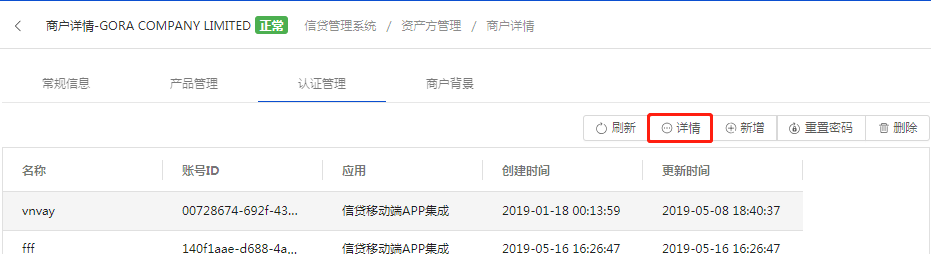 商户详情-GORA COMPANY LIMITED 正常 信贷管理系统 / 资产方管理 / 商户详情
常规信息 产品管理 认证管理 商户背景
刷新 详情 新增 重置密码 删除
名称 账号ID 应用 创建时间 更新时间
vnvay 00728674-692f-43... 信贷移动端APP集成 2019-01-18 00:13:59 2019-05-08 18:40:37
fff 140f1aae-d688-4a... 信贷移动端APP集成 2019-05-16 16:26:47 2019-05-16 16:26:47